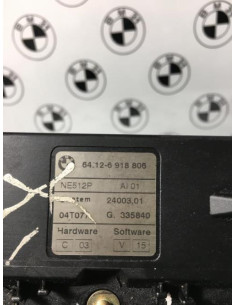 64.12-6 918 806
NE512P AI 01
24003.01
04T07 G. 335840
Hardware Software
C 03 V 15